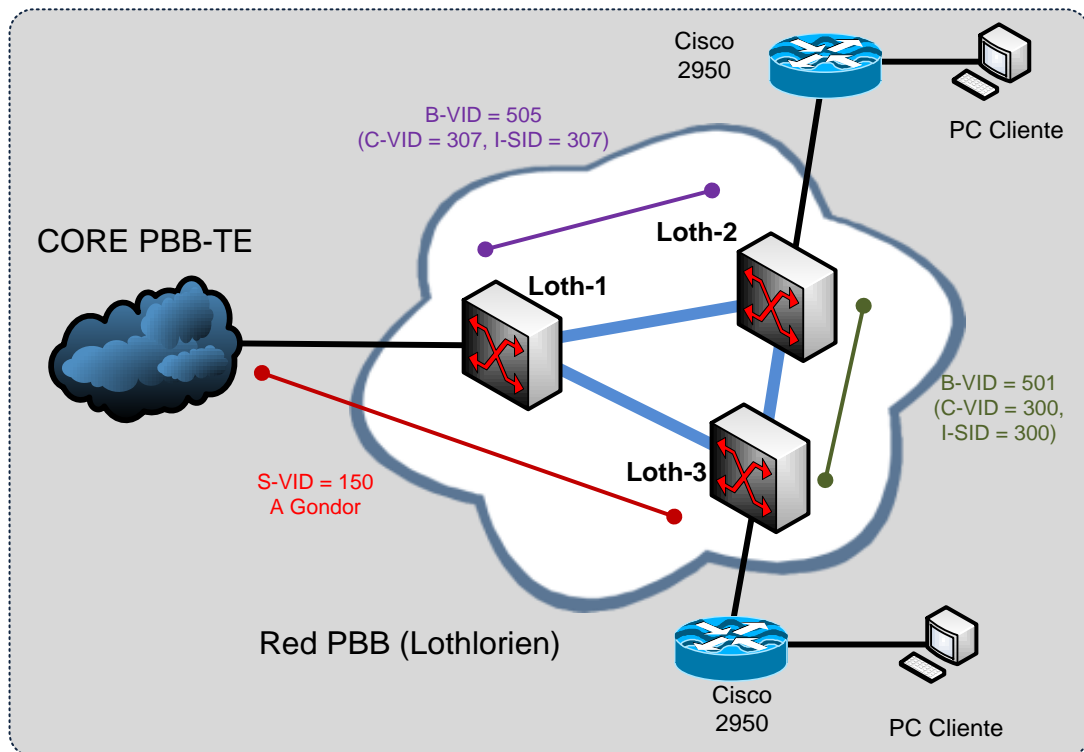 Cisco
2950
PC Cliente
B-VID = 505
(C-VID = 307, I-SID = 307)
CORE PBB-TE
Loth-2
Loth-1
B-VID = 501
(C-VID = 300,
I-SID = 300)
Loth-3
S-VID = 150
A Gondor
Red PBB (Lothlorien)
Cisco
2950
PC Cliente